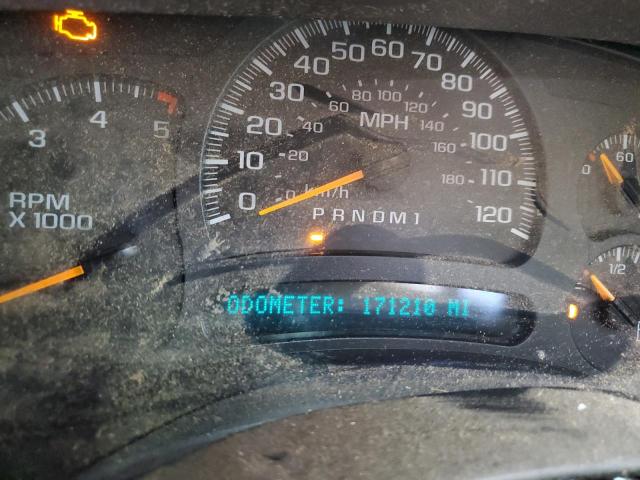 50 60 70
40 80
30 80 100 90
60 120
20 40 MPH 140 100
10 20 160 110
0 0 km/h 180 120
PRNDM1
3 4 5
RPM
X 1000
0 60
1/2
ODOMETER: 171210 MI